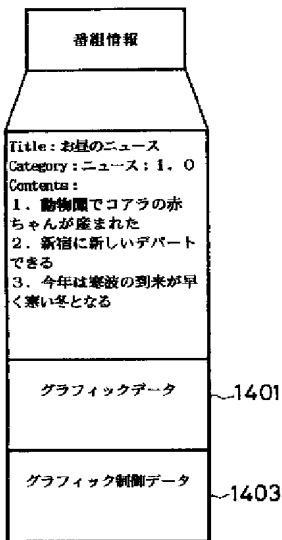 番組情報
Title：お昼のニュース
Category：ニュース；1．0
Contents：
1．動物園でコアラの赤
ちゃんが産まれた
2．新宿に新しいデパート
できる
3．今年は寒波の到来が早
く寒い冬となる
グラフィックデータ
1401
グラフィック制御データ
1403